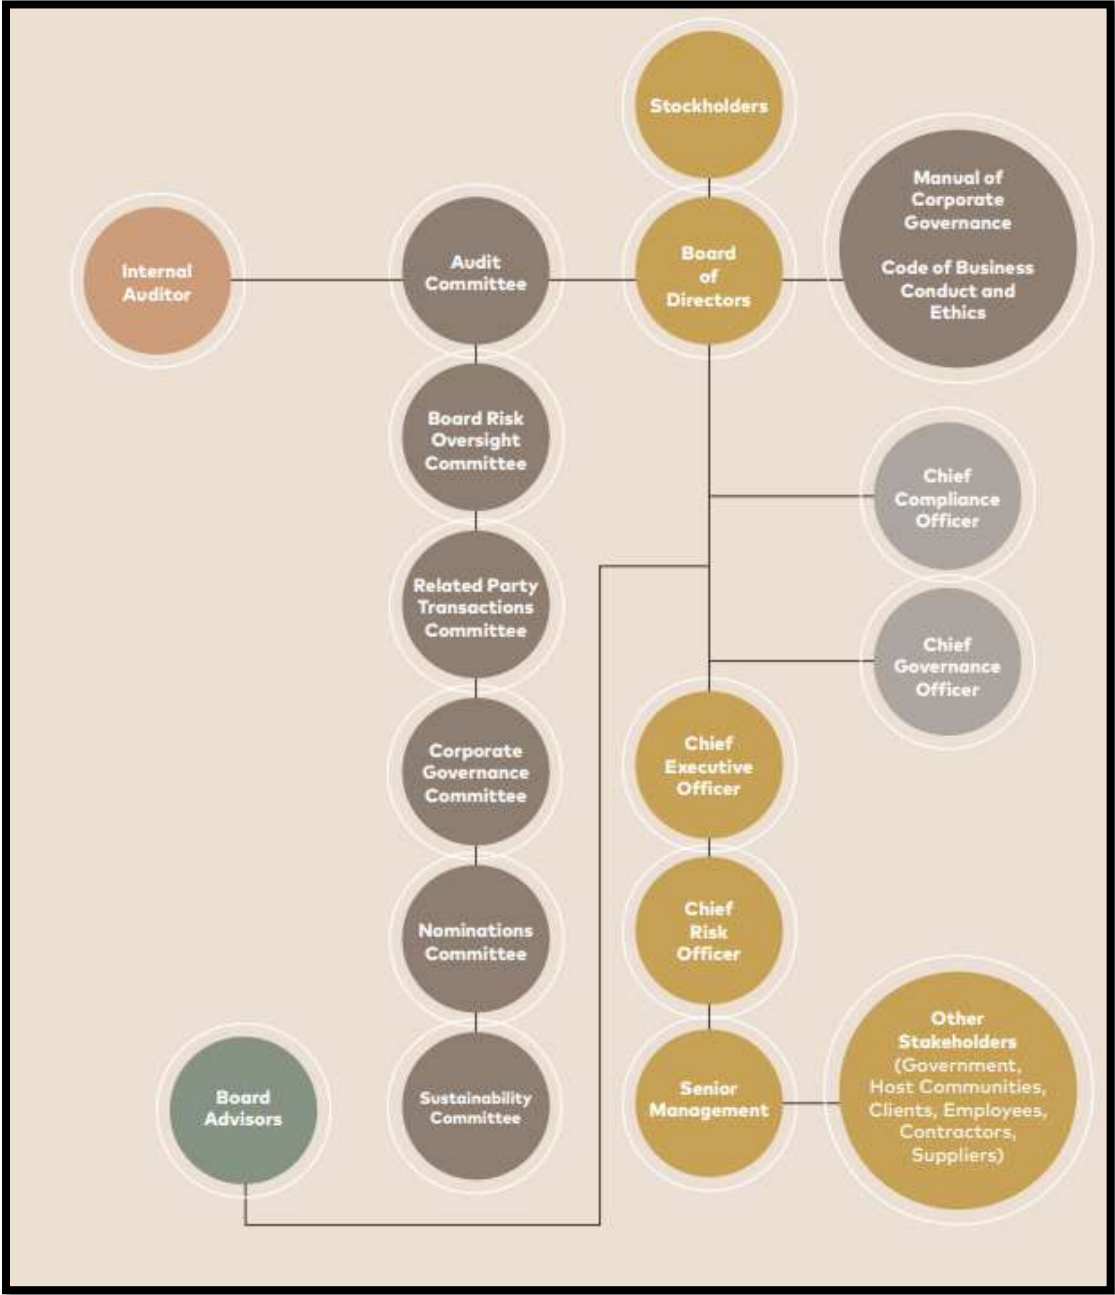 Stockholders
Manual of
Corporate
Governance
Code of Business
Conduct and
Ethics
Board
of
Directors
Audit
Committee
Internal
Auditor
Board Risk
Oversight
Committee
Chief
Compliance
Officer
Related Party
Transactions
Committee
Chief
Governance
Officer
Corporate
Governance
Committee
Chief
Executive
Officer
Nominations
Committee
Chief
Risk
Officer
Board
Advisors
Sustainability
Committee
Senior
Management
Other
Stakeholders
(Government,
Host Communities,
Clients, Employees,
Contractors,
Suppliers)